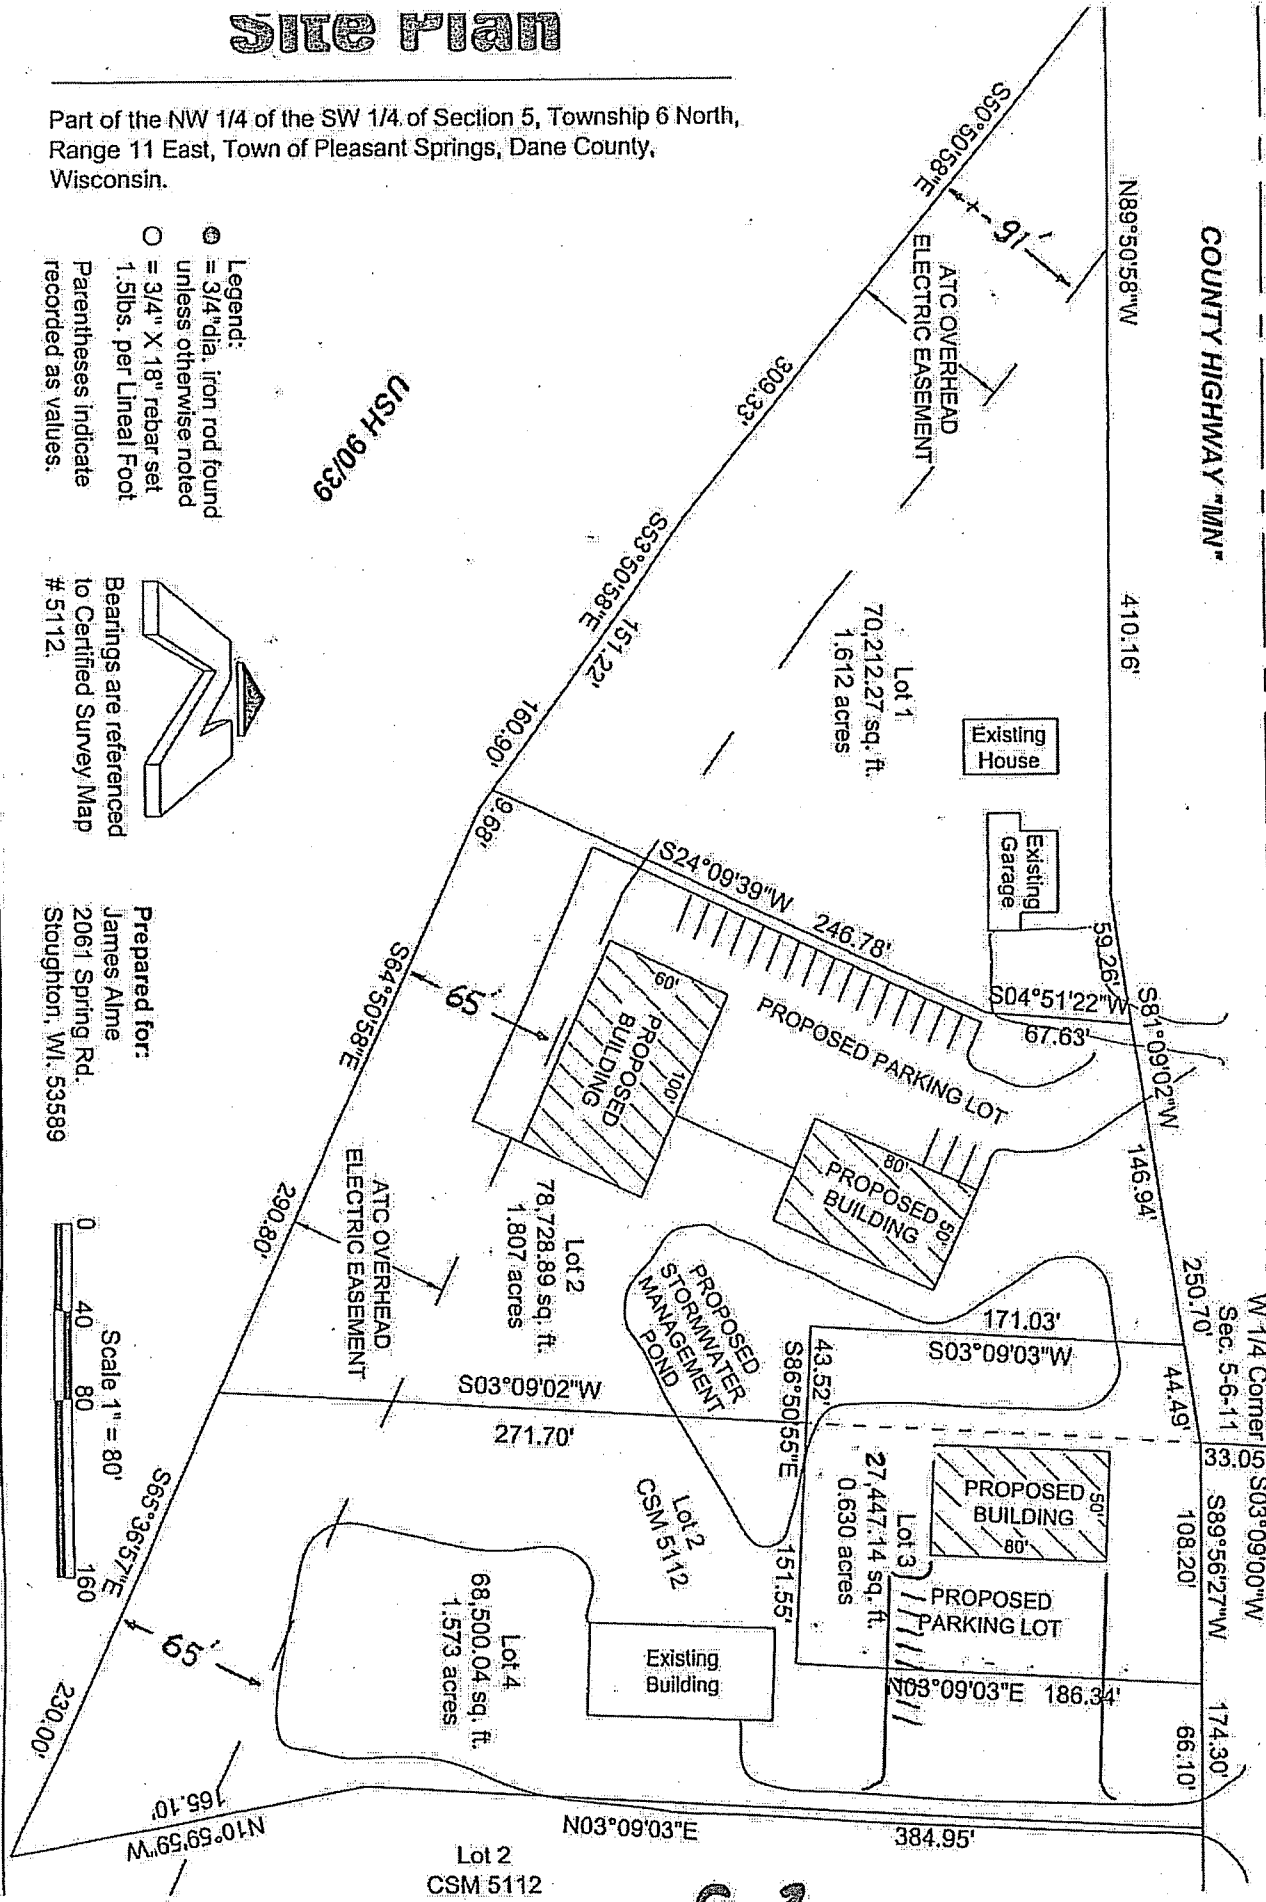 Site Plan
Part of the NW 1/4 of the SW 1/4 of Section 5, Township 6 North,
Range 11 East, Town of Pleasant Springs, Dane County,
Wisconsin.
Legend:
= 3/4"dia. iron rod found
unless otherwise noted
= 3/4" X 18" rebar set
1.5lbs. per Lineal Foot
Parentheses indicate
recorded as values.
Bearings are referenced
to Certified Survey Map
# 5112.
Prepared for:
James Alme
2061 Spring Rd.
Stoughton, WI. 53589
0 40 80 160
Scale 1" = 80'
USH 90/39
COUNTY HIGHWAY "MN"
N89°50'58"W
410.16'
S50°50'58"E
91'
ATC OVERHEAD
ELECTRIC EASEMENT
309.33'
S53°50'58"E
151.22'
160.90'
9.68'
Lot 1
70,212.27 sq. ft.
1.612 acres
Existing
House
Existing
Garage
59.26'
S04°51'22"W
67.63'
S81°09'02"W
146.94'
250.70'
44.49'
S24°09'39"W
246.78'
PROPOSED PARKING LOT
60'
PROPOSED
BUILDING
100'
80'
PROPOSED
BUILDING
60'
S64°50'58"E
65'
290.80'
ATC OVERHEAD
ELECTRIC EASEMENT
Lot 2
78,728.89 sq. ft.
1.807 acres
PROPOSED
STORMWATER
MANAGEMENT
POND
171.03'
S03°09'03"W
43.52'
S86°50'55"E
151.55'
S03°09'02"W
271.70'
W 1/4 Corner
Sec. 5-6-11
S03°09'00"W
33.05
S89°56'27"W
108.20'
174.30'
66.10'
PROPOSED
BUILDING
50'
80'
Lot 3
27,447.14 sq. ft.
0.630 acres
PROPOSED
PARKING LOT
N03°09'03"E 186.34'
Lot 2
CSM 5112
Lot 4
68,500.04 sq. ft.
1.573 acres
Existing
Building
S65°36'57"E
65'
230.00'
165.10'
N10°59'59"W
N03°09'03"E
384.95'
Lot 2
CSM 5112